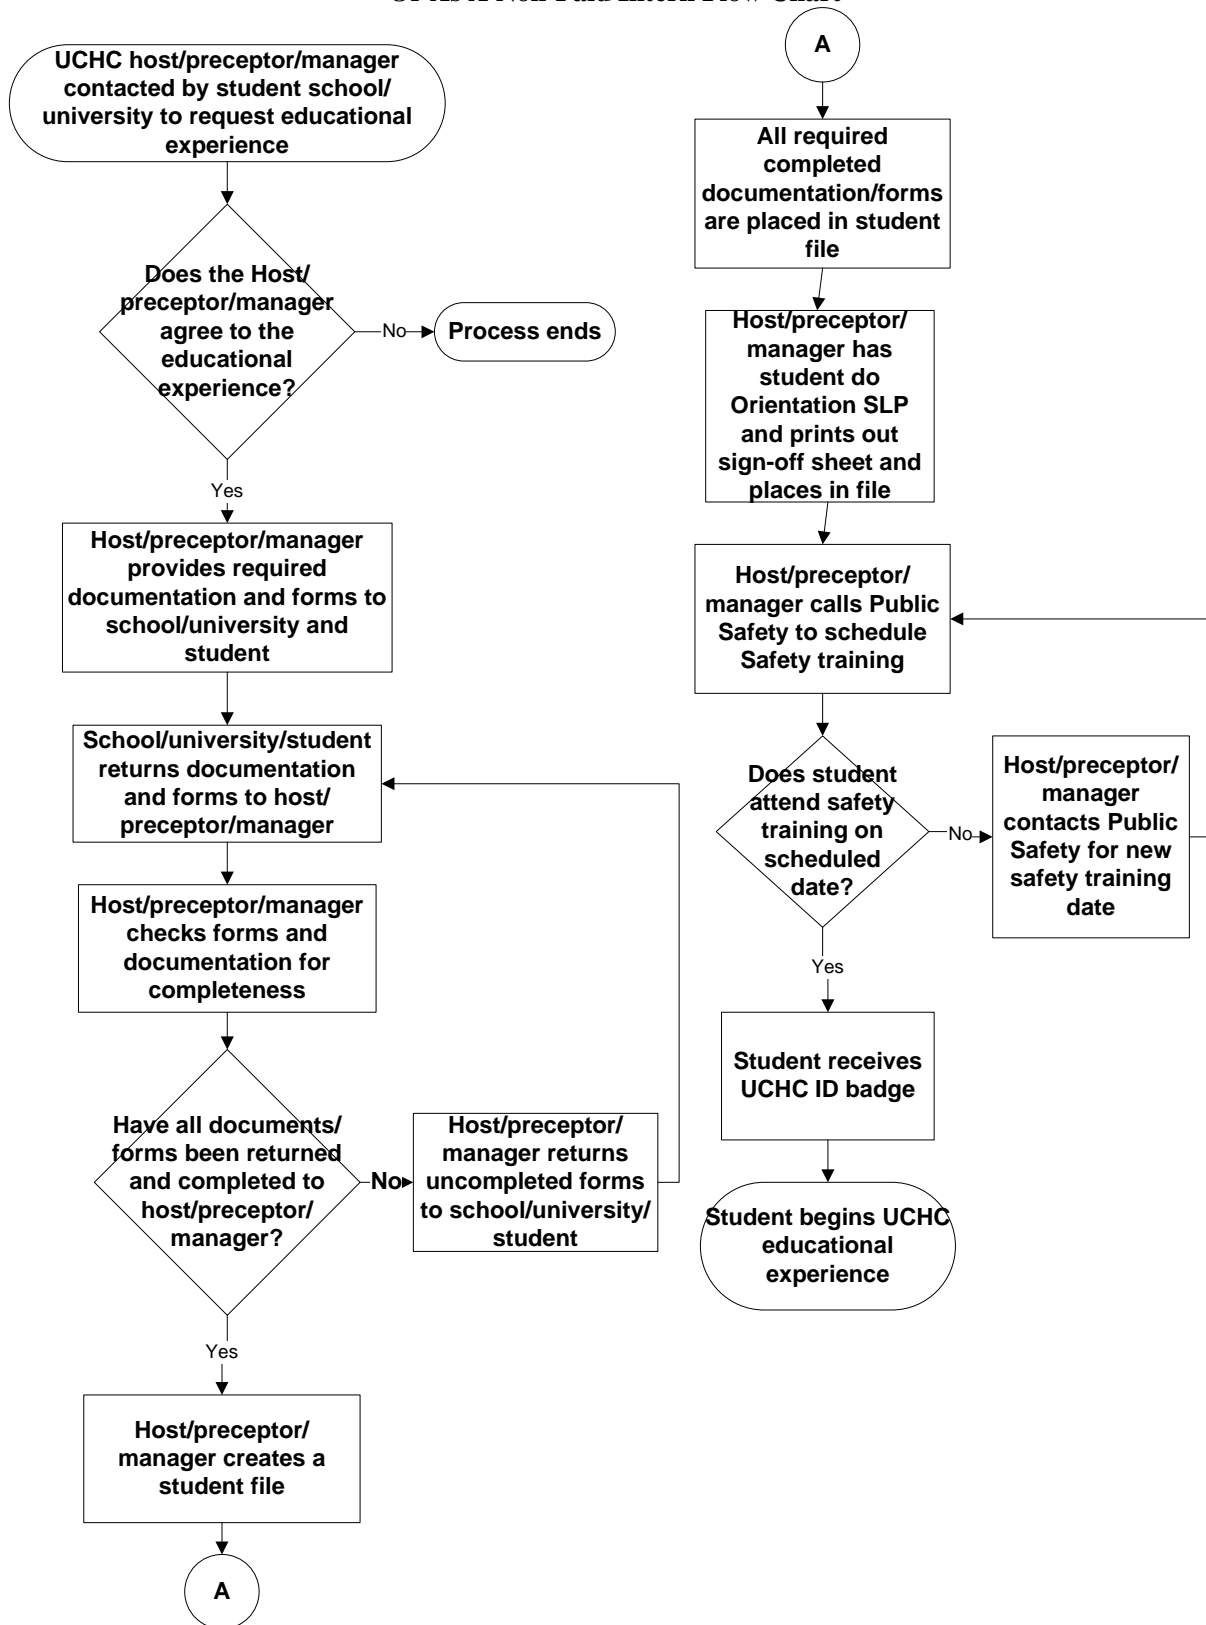 UCHC host/preceptor/manager
contacted by student school/
university to request educational
experience
Does the Host/
preceptor/manager
agree to the
educational
experience?
No
Process ends
Yes
Host/preceptor/manager
provides required
documentation and forms to
school/university and
student
School/university/student
returns documentation
and forms to host/
preceptor/manager
Host/preceptor/manager
checks forms and
documentation for
completeness
Have all documents/
forms been returned
and completed to
host/preceptor/
manager?
No
Host/preceptor/
manager returns
uncompleted forms
to school/university/
student
Yes
Host/preceptor/
manager creates a
student file
A
A
All required
completed
documentation/forms
are placed in student
file
Host/preceptor/
manager has
student do
Orientation SLP
and prints out
sign-off sheet and
places in file
Host/preceptor/
manager calls Public
Safety to schedule
Safety training
Does student
attend safety
training on
scheduled
date?
No
Host/preceptor/
manager
contacts Public
Safety for new
safety training
date
Yes
Student receives
UCHC ID badge
Student begins UCHC
educational
experience